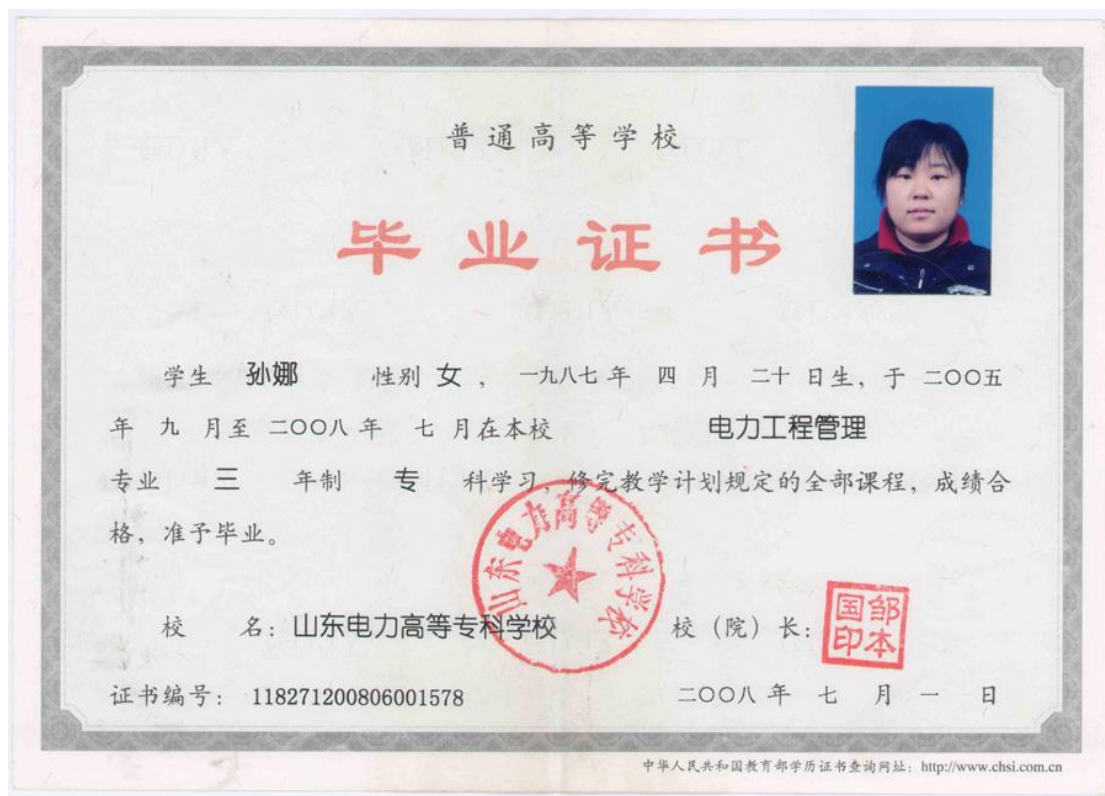 普通高等学校
毕业证书
学生 孙娜 性别 女 ， 一九八七 年 四 月 二十 日生，于 二〇〇五
年 九 月至 二〇〇八 年 七 月在本校 电力工程管理
专业 三 年制 专 科学习，修完教学计划规定的全部课程，成绩合
格，准予毕业。
山东电力高等专科学校
校 名：山东电力高等专科学校 校（院）长：
邹本国印
证书编号： 118271200806001578 二〇〇八 年 七 月 一 日
中华人民共和国教育部学历证书查询网址：http://www.chsi.com.cn